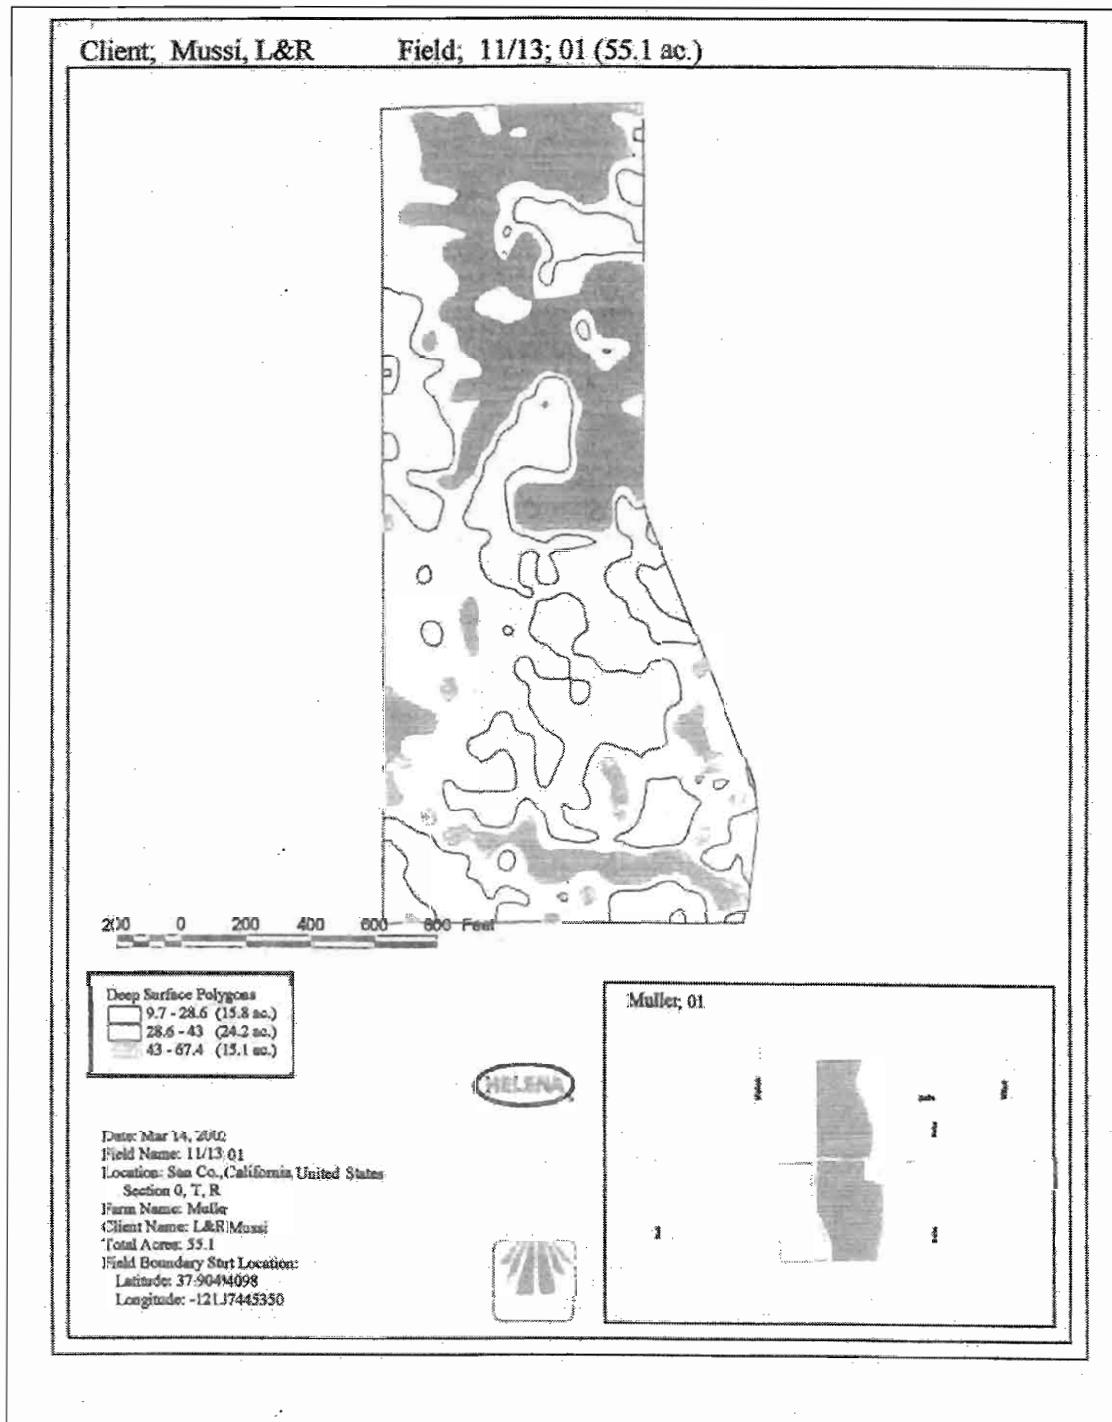 Client; Mussi, L&R Field; 11/13; 01 (55.1 ac.)
200 0 200 400 600 800 Feet
Deep Surface Polygons
9.7 - 28.6 (15.8 ac.)
28.6 - 43 (24.2 ac.)
43 - 67.4 (15.1 ac.)
Muller; 01
HELENA
Date: Mar 14, 2002
Field Name: 11/13; 01
Location: San Co., California, United States
Section 0, T, R
Farm Name: Muller
Client Name: L&R Mussi
Total Acres: 55.1
Field Boundary Start Location:
Latitude: 37.90494098
Longitude: